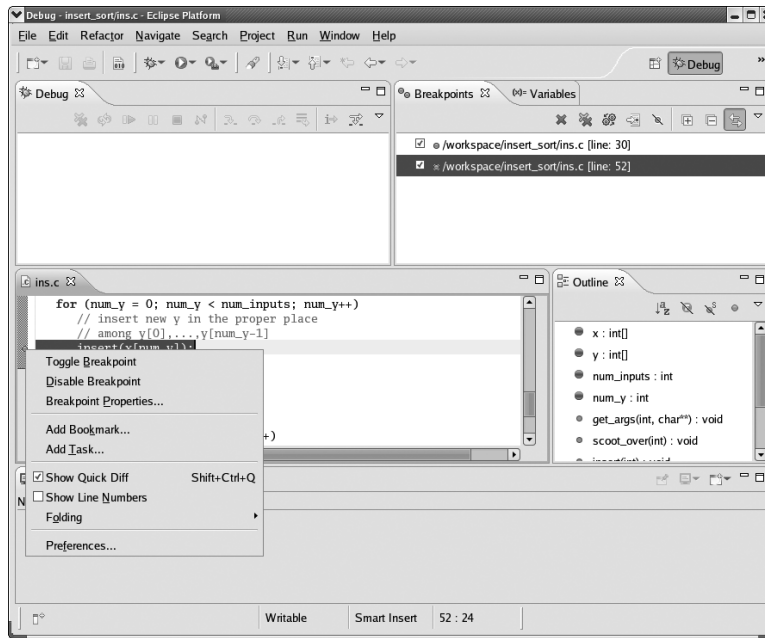 Debug - insert_sort/ins.c - Eclipse Platform
File Edit Refactor Navigate Search Project Run Window Help
Debug
»
Debug
Breakpoints (x)= Variables
/workspace/insert_sort/ins.c [line: 30]
/workspace/insert_sort/ins.c [line: 52]
ins.c
for (num_y = 0; num_y < num_inputs; num_y++)
// insert new y in the proper place
// among y[0],...,y[num_y-1]
insert(x[num_y]);
+)
Toggle Breakpoint
Disable Breakpoint
Breakpoint Properties...
Add Bookmark...
Add Task...
Show Quick Diff Shift+Ctrl+Q
Show Line Numbers
Folding
Preferences...
Outline
x : int[]
y : int[]
num_inputs : int
num_y : int
get_args(int, char**) : void
scoot_over(int) : void
insert(int) : void
N
Writable Smart Insert 52 : 24